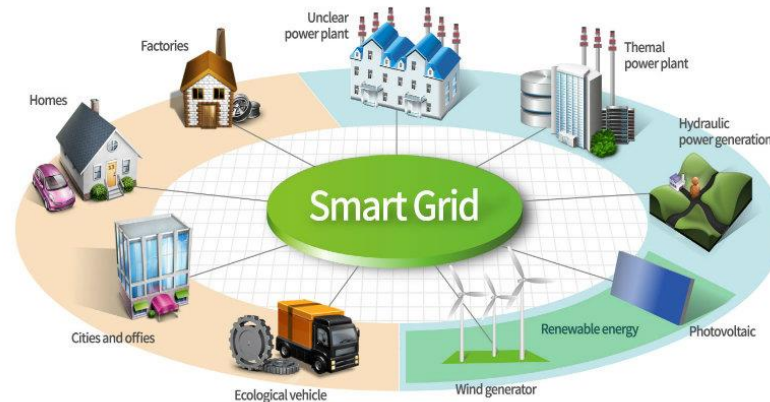 Unclear
power plant
Factories
Themal
power plant
Homes
Hydraulic
power generation
Smart Grid
Cities and offies
Renewable energy
Photovoltaic
Ecological vehicle
Wind generator